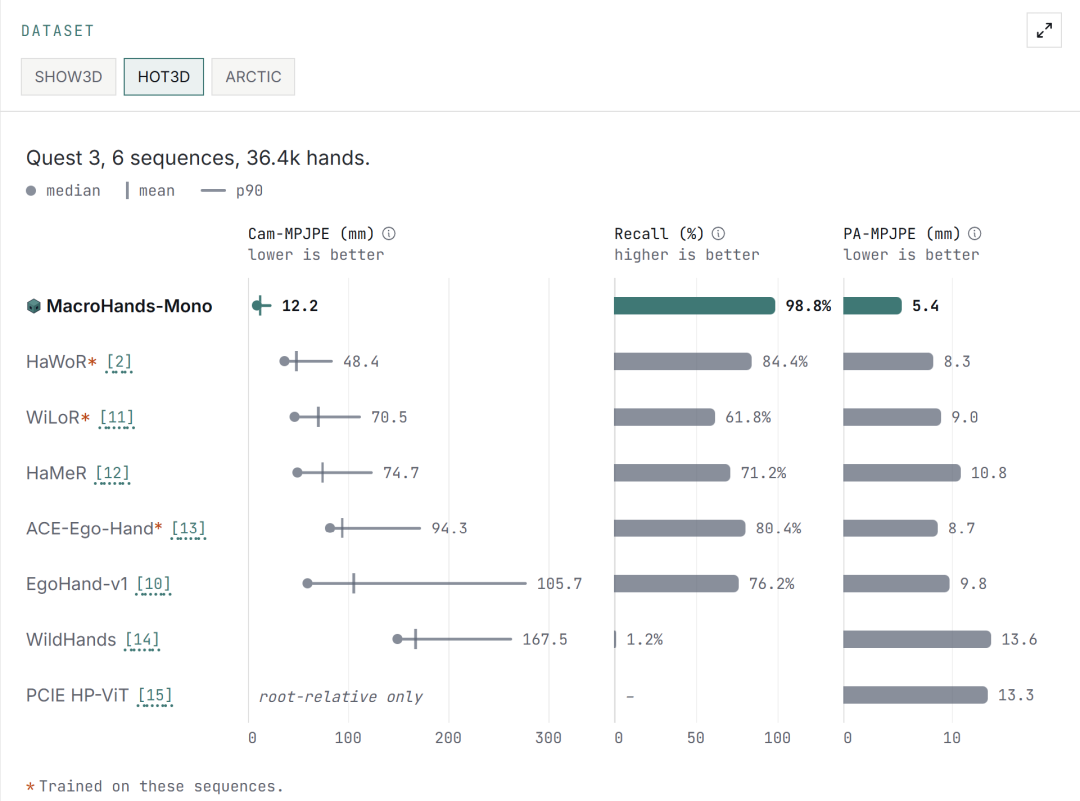 DATASET
SHOW3D HOT3D ARCTIC
Quest 3, 6 sequences, 36.4k hands.
median mean p90
Cam-MPJPE (mm) Recall (%) PA-MPJPE (mm)
lower is better higher is better lower is better
MacroHands-Mono 12.2 98.8% 5.4
HaWoR* [2] 48.4 84.4% 8.3
WiLoR* [11] 70.5 61.8% 9.0
HaMeR [12] 74.7 71.2% 10.8
ACE-Ego-Hand* [13] 94.3 80.4% 8.7
EgoHand-v1 [10] 105.7 76.2% 9.8
WildHands [14] 167.5 1.2% 13.6
PCIE HP-ViT [15] root-relative only – 13.3
0 100 200 300 0 50 100 0 10
* Trained on these sequences.